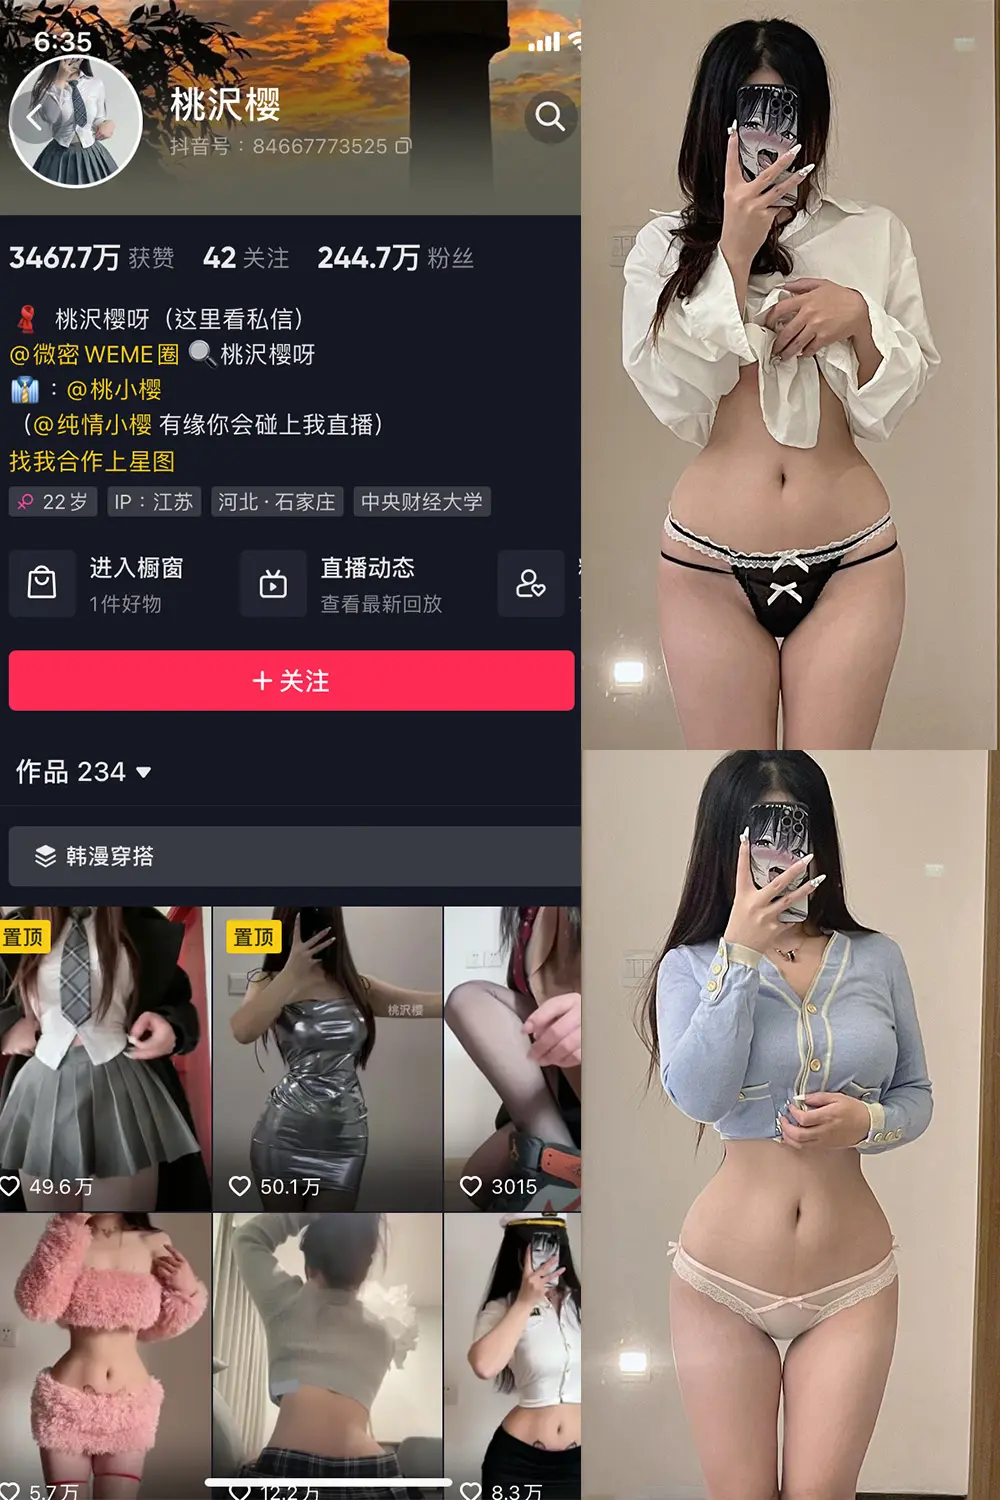 6:35
桃沢樱
抖音号：84667773525
3467.7万 获赞 42 关注 244.7万 粉丝
桃沢樱呀（这里看私信）
@微密WEME圈 🔍桃沢樱呀
：@桃小樱
（@纯情小樱 有缘你会碰上我直播）
找我合作上星图
22岁 IP：江苏 河北·石家庄 中央财经大学
进入橱窗 直播动态
1件好物 查看最新回放
+ 关注
作品 234
韩漫穿搭
置顶 置顶
桃沢樱
49.6万 50.1万 3015
5.7万 12.2万 8.3万